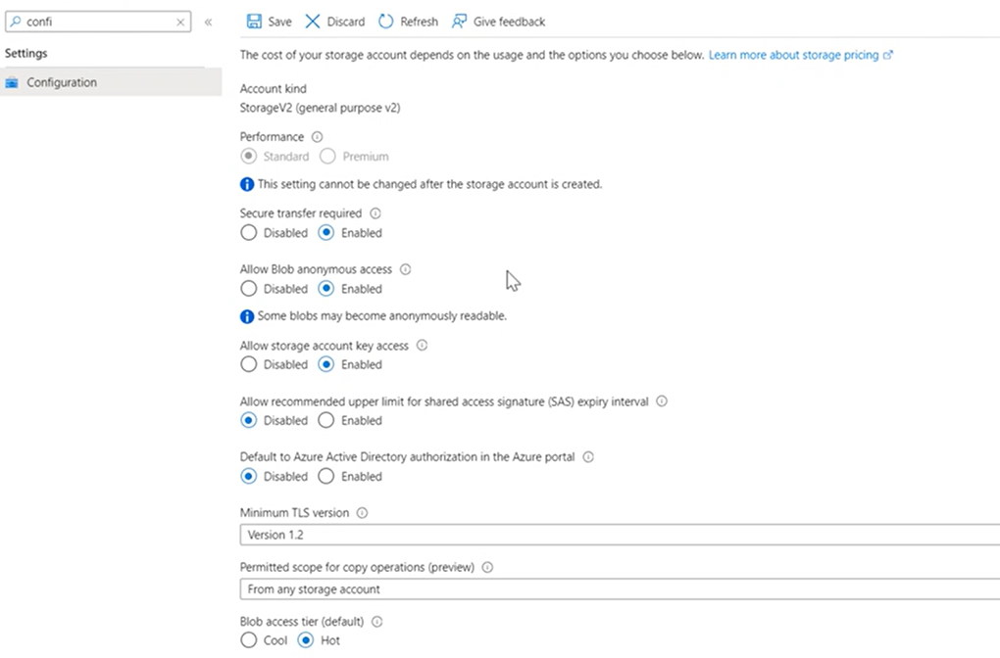 confi
Settings
Configuration
Save Discard Refresh Give feedback
The cost of your storage account depends on the usage and the options you choose below. Learn more about storage pricing
Account kind
StorageV2 (general purpose v2)
Performance
Standard Premium
This setting cannot be changed after the storage account is created.
Secure transfer required
Disabled Enabled
Allow Blob anonymous access
Disabled Enabled
Some blobs may become anonymously readable.
Allow storage account key access
Disabled Enabled
Allow recommended upper limit for shared access signature (SAS) expiry interval
Disabled Enabled
Default to Azure Active Directory authorization in the Azure portal
Disabled Enabled
Minimum TLS version
Version 1.2
Permitted scope for copy operations (preview)
From any storage account
Blob access tier (default)
Cool Hot